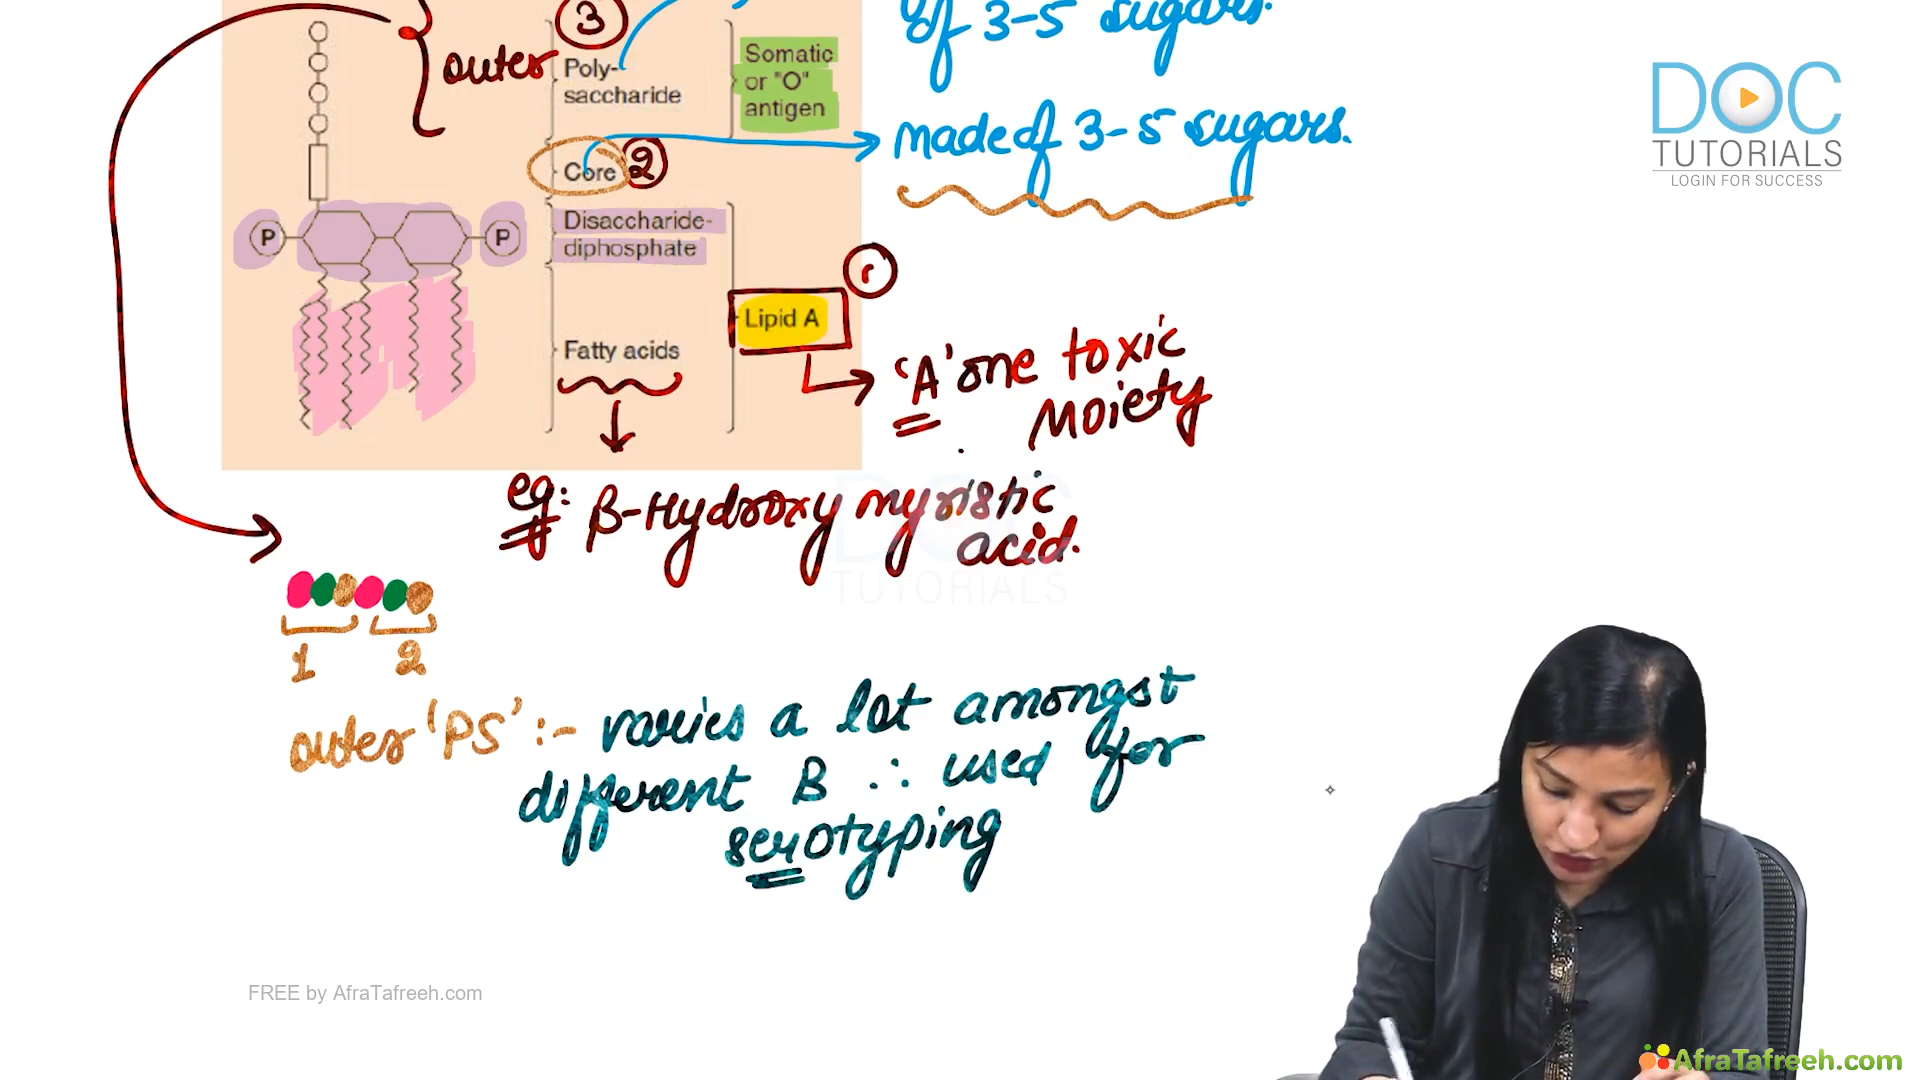 of 3-5 sugars.
3
outer
Poly-
saccharide
Somatic
or "O"
antigen
DOC
TUTORIALS
LOGIN FOR SUCCESS
made of 3-5 sugars.
Core
2
P
P
Disaccharide-
diphosphate
1
Lipid A
Fatty acids
'A' one toxic
moiety
eg: β-Hydroxy myristic
acid.
DOC
TUTORIALS
1 2
outer 'PS' :- varies a lot amongst
different B ∴ used for
serotyping
FREE by AfraTafreeh.com
AfraTafreeh.com